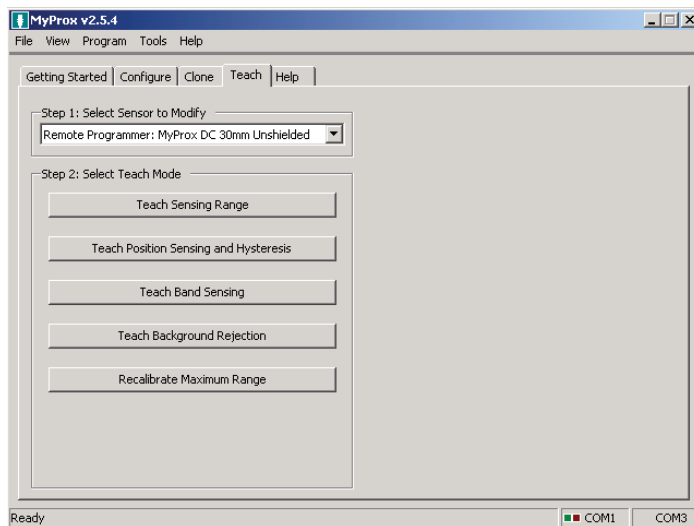 MyProx v2.5.4
File View Program Tools Help
Getting Started Configure Clone Teach Help
Step 1: Select Sensor to Modify
Remote Programmer: MyProx DC 30mm Unshielded
Step 2: Select Teach Mode
Teach Sensing Range
Teach Position Sensing and Hysteresis
Teach Band Sensing
Teach Background Rejection
Recalibrate Maximum Range
Ready COM1 COM3